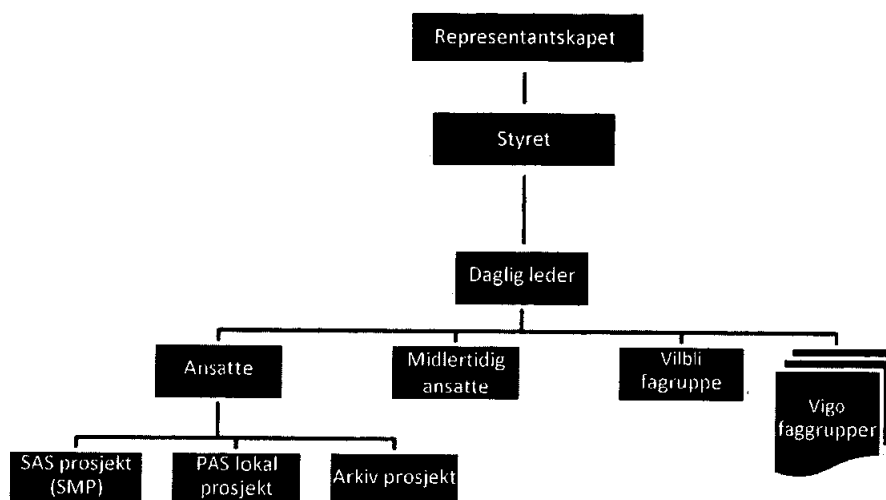 Representantskapet
Styret
Daglig leder
Ansatte
Midlertidig
ansatte
Vilbli
fagruppe
Vigo
faggrupper
SAS prosjekt
(SMP)
PAS lokal
prosjekt
Arkiv prosjekt